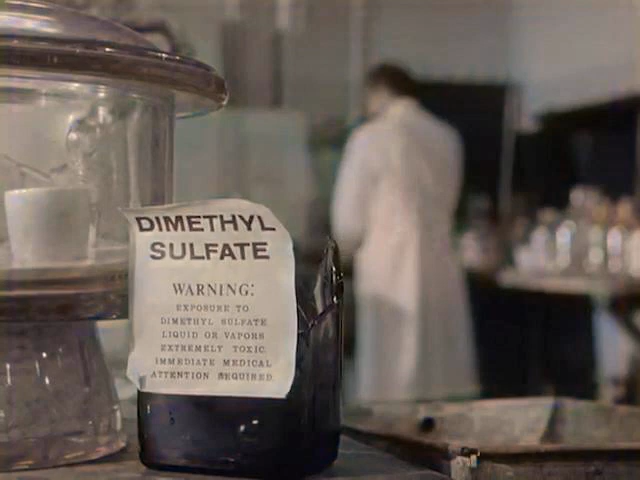 DIMETHYL
SULFATE
WARNING:
EXPOSURE TO
DIMETHYL SULFATE
LIQUID OR VAPORS
EXTREMELY TOXIC.
IMMEDIATE MEDICAL
ATTENTION REQUIRED.